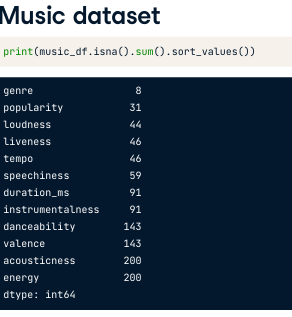 Music dataset
print(music_df.isna().sum().sort_values())
genre 8
popularity 31
loudness 44
liveness 46
tempo 46
speechiness 59
duration_ms 91
instrumentalness 91
danceability 143
valence 143
acousticness 200
energy 200
dtype: int64